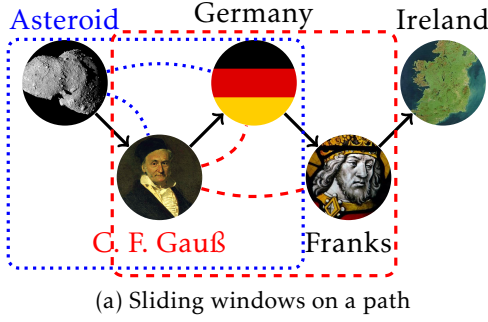 Germany
Asteroid
Ireland
C. F. Gauß
Franks
(a) Sliding windows on a path